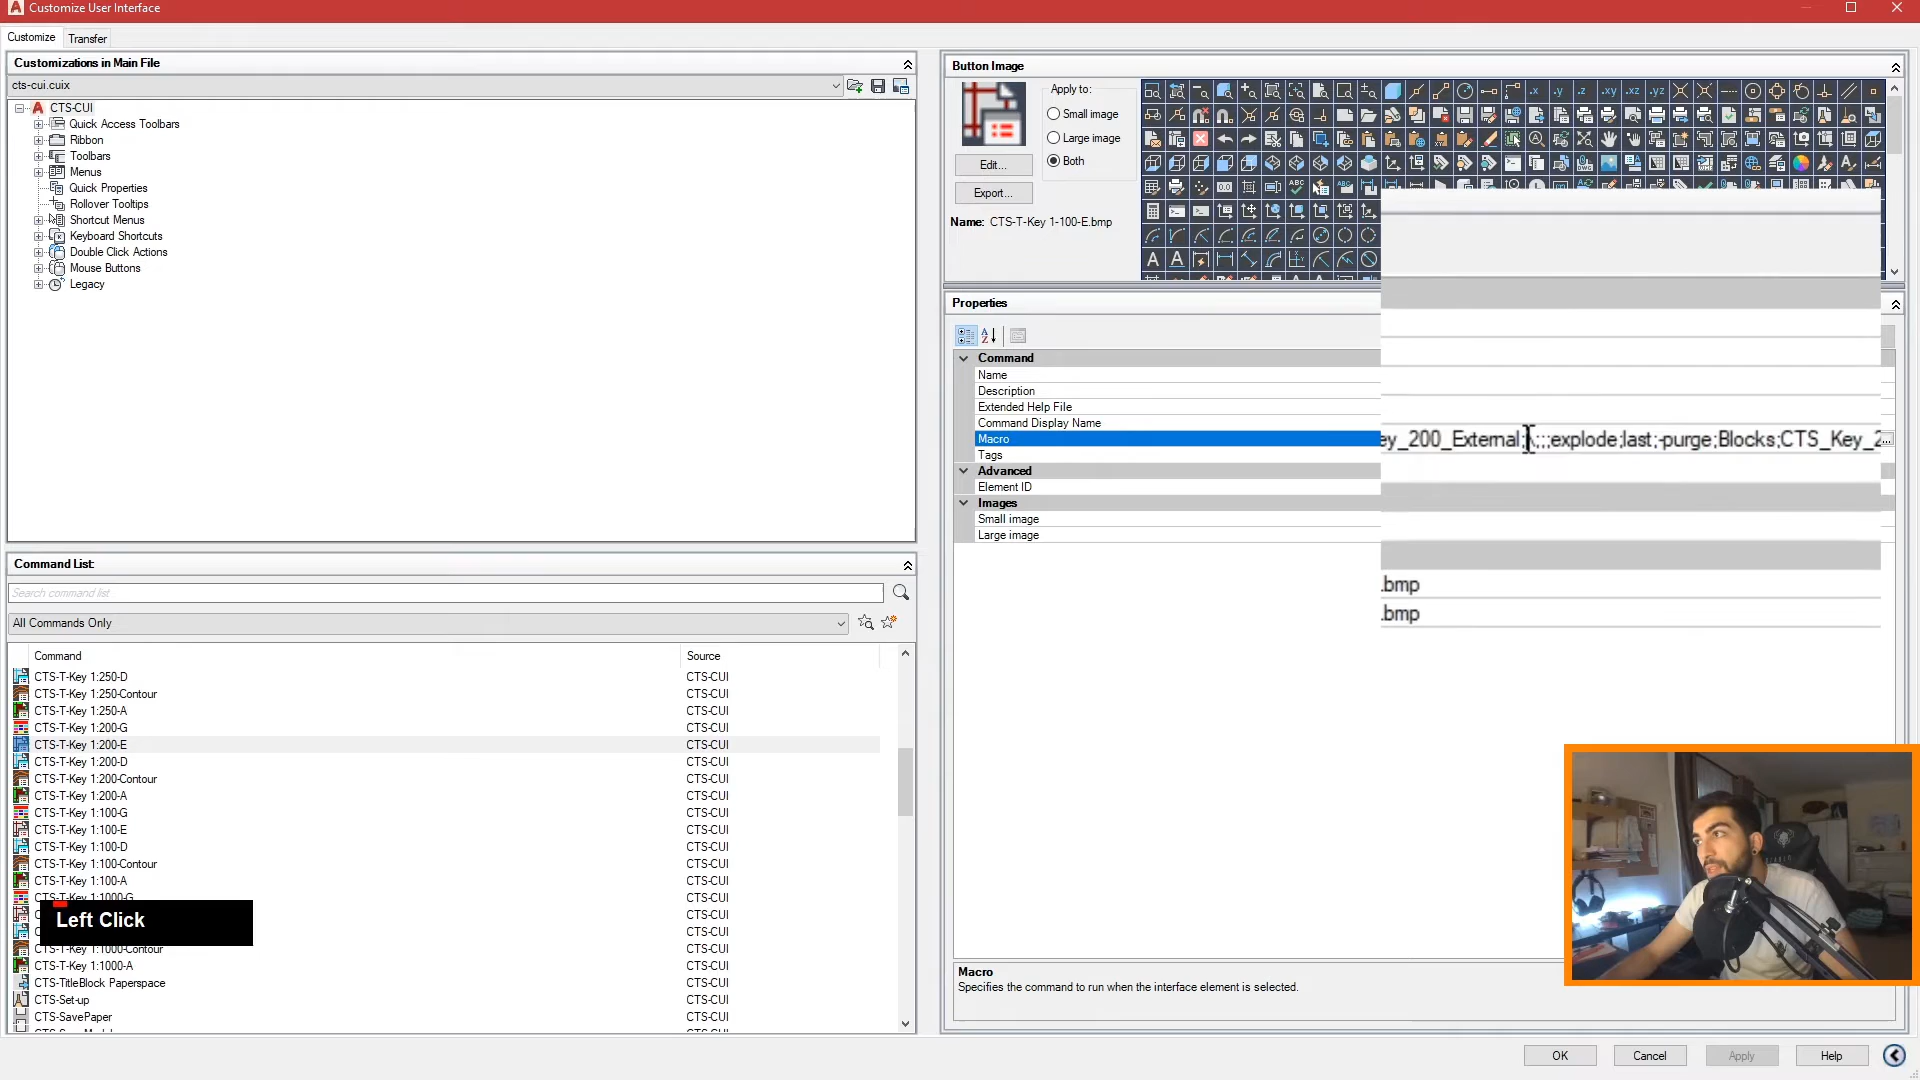 Customize User Interface
Customize
Transfer
Customizations in Main File
cts-cui.cuix
CTS-CUI
Quick Access Toolbars
Ribbon
Toolbars
Menus
Quick Properties
Rollover Tooltips
Shortcut Menus
Keyboard Shortcuts
Double Click Actions
Mouse Buttons
Legacy
Command List:
Search command list
All Commands Only
Command Source
CTS-T-Key 1:250-D CTS-CUI
CTS-T-Key 1:250-Contour CTS-CUI
CTS-T-Key 1:250-A CTS-CUI
CTS-T-Key 1:200-G CTS-CUI
CTS-T-Key 1:200-E CTS-CUI
CTS-T-Key 1:200-D CTS-CUI
CTS-T-Key 1:200-Contour CTS-CUI
CTS-T-Key 1:200-A CTS-CUI
CTS-T-Key 1:100-G CTS-CUI
CTS-T-Key 1:100-E CTS-CUI
CTS-T-Key 1:100-D CTS-CUI
CTS-T-Key 1:100-Contour CTS-CUI
CTS-T-Key 1:100-A CTS-CUI
CTS-T-Key 1:1000-G CTS-CUI
CTS-CUI
CTS-CUI
CTS-T-Key 1:1000-Contour CTS-CUI
CTS-T-Key 1:1000-A CTS-CUI
CTS-TitleBlock Paperspace CTS-CUI
CTS-Set-up CTS-CUI
CTS-SavePaper CTS-CUI
Left Click
Button Image
Apply to:
Small image
Large image
Both
Edit...
Export...
Name: CTS-T-Key 1-100-E.bmp
Properties
Command
Name
Description
Extended Help File
Command Display Name
Macro
ey_200_External;\;;;explode;last;-purge;Blocks;CTS_Key_2
Tags
Advanced
Element ID
Images
Small image
.bmp
Large image
.bmp
Macro
Specifies the command to run when the interface element is selected.
OK
Cancel
Apply
Help